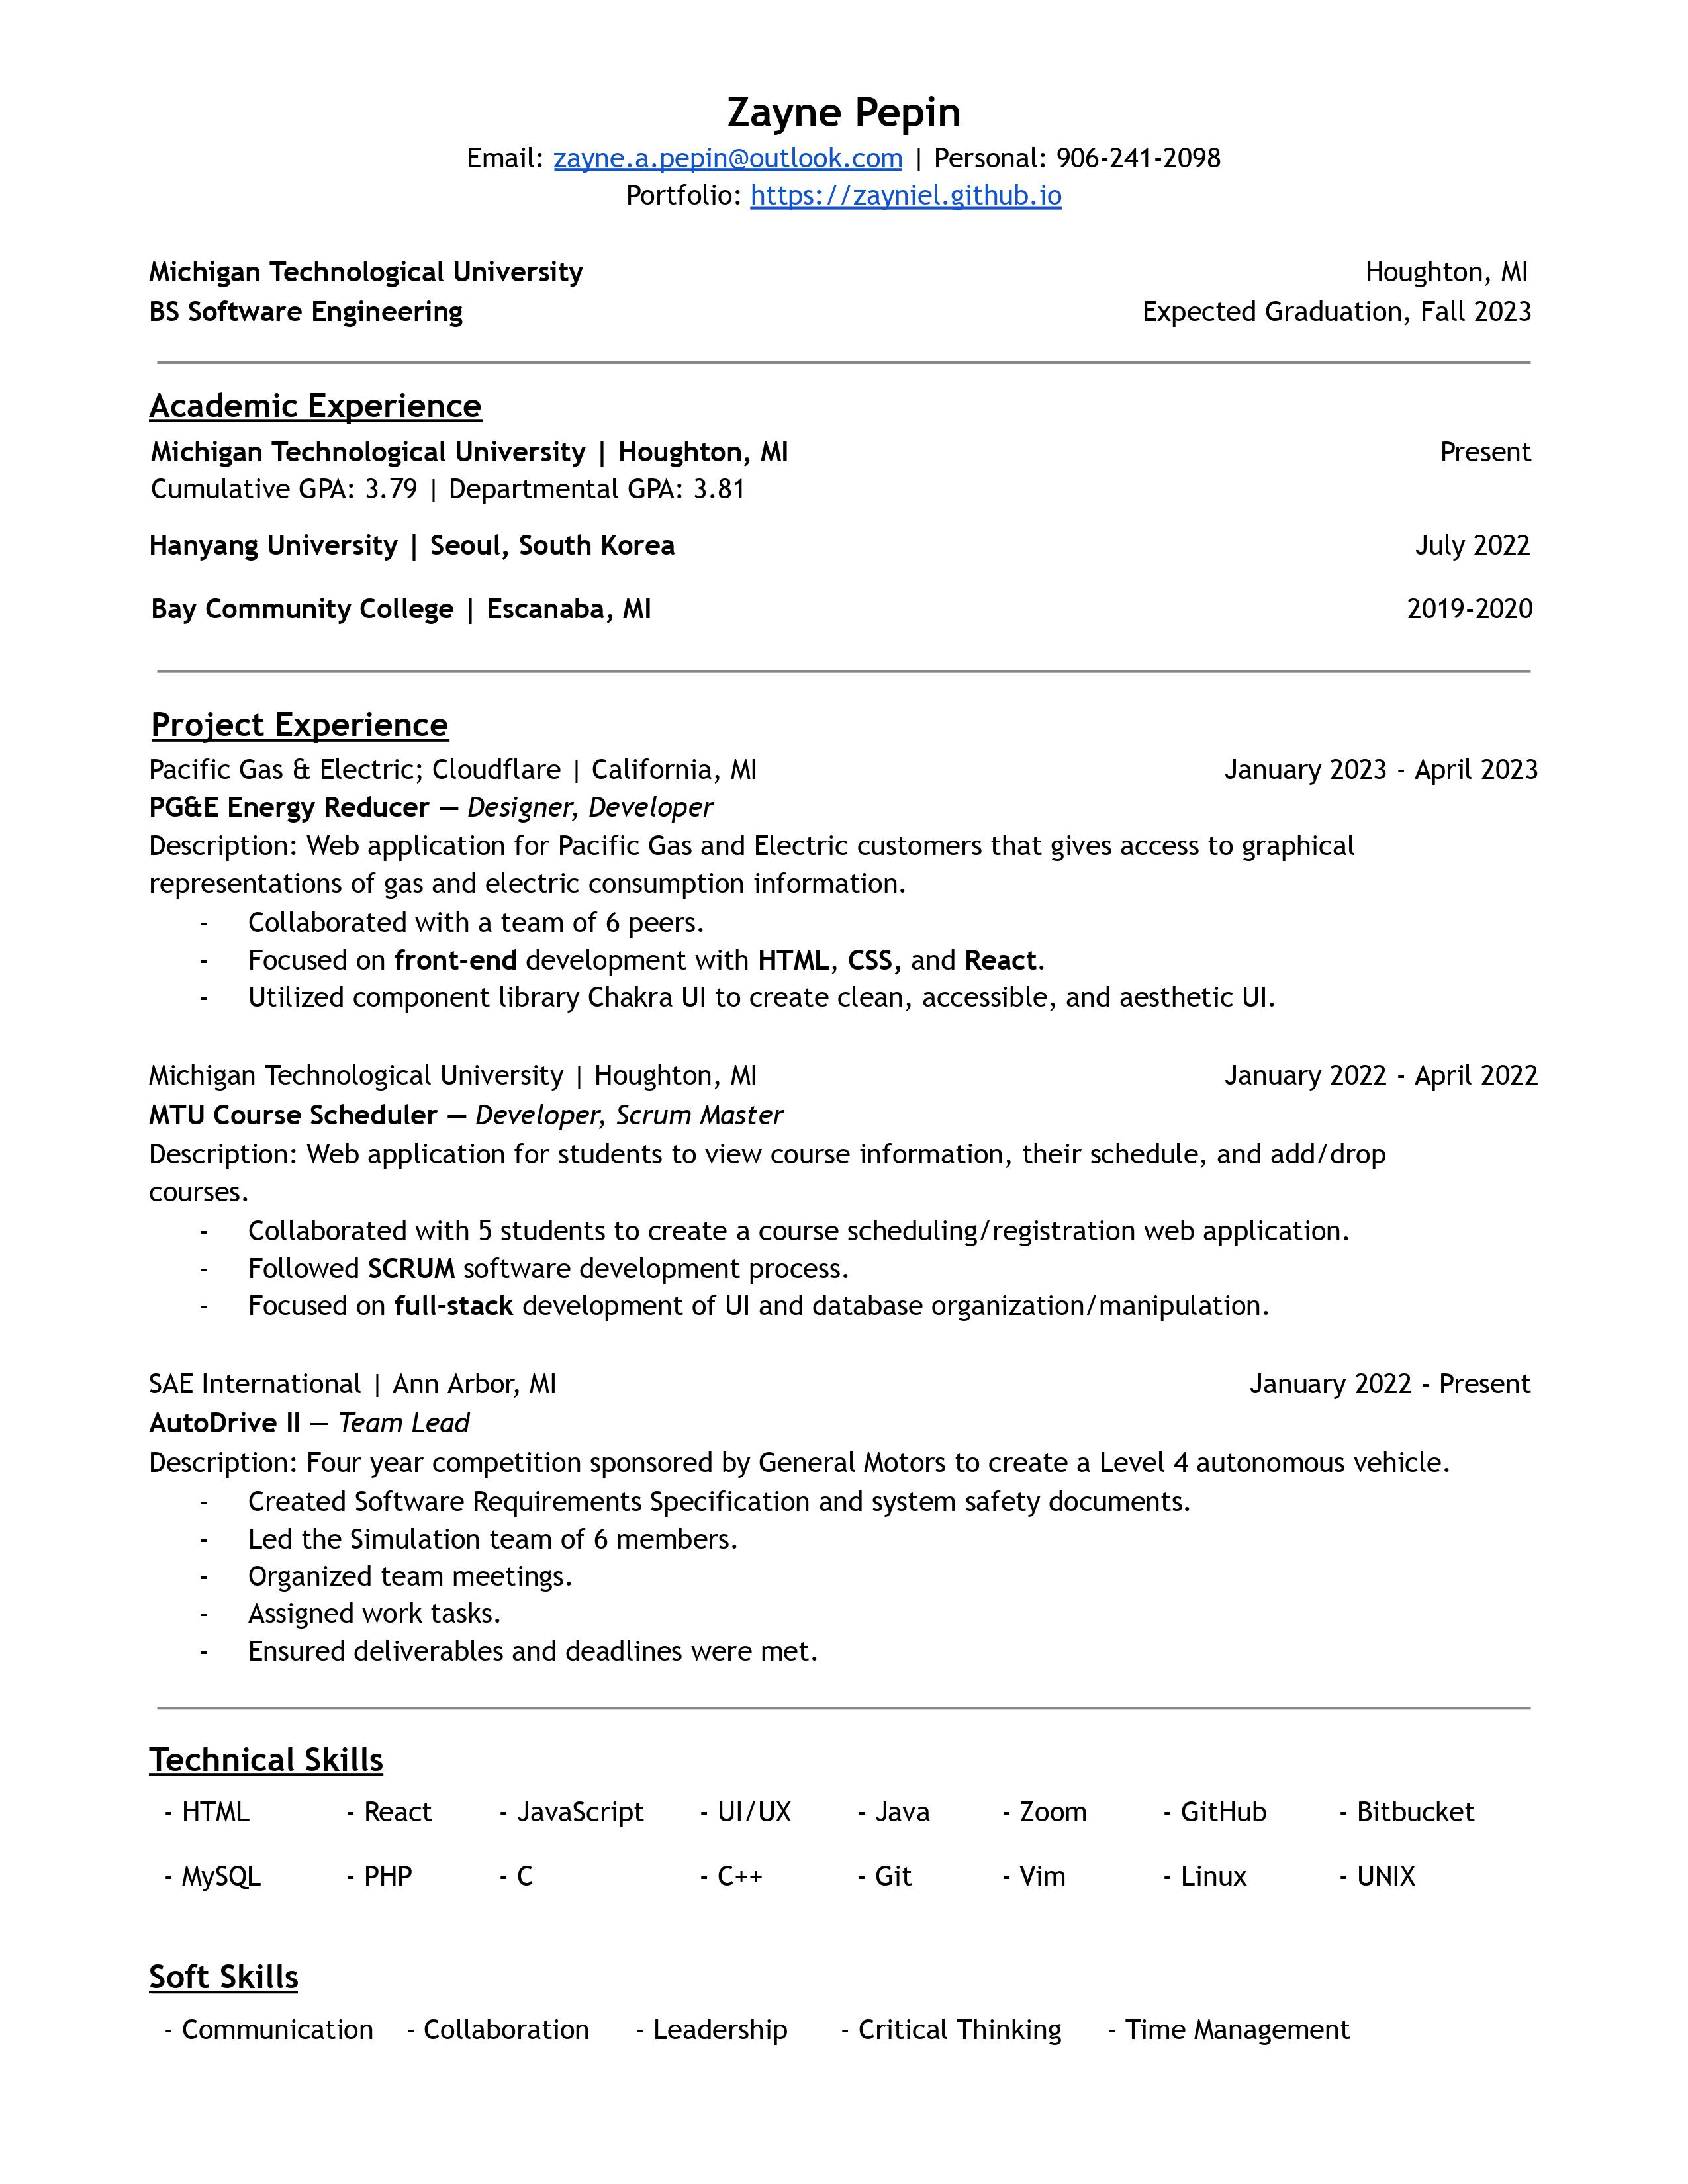 Zayne Pepin
Email: zayne.a.pepin@outlook.com | Personal: 906-241-2098
Portfolio: https://zayniel.github.io
Michigan Technological University Houghton, MI
BS Software Engineering Expected Graduation, Fall 2023
Academic Experience
Michigan Technological University | Houghton, MI Present
Cumulative GPA: 3.79 | Departmental GPA: 3.81
Hanyang University | Seoul, South Korea July 2022
Bay Community College | Escanaba, MI 2019-2020
Project Experience
Pacific Gas & Electric; Cloudflare | California, MI January 2023 - April 2023
PG&E Energy Reducer — Designer, Developer
Description: Web application for Pacific Gas and Electric customers that gives access to graphical
representations of gas and electric consumption information.
- Collaborated with a team of 6 peers.
- Focused on front-end development with HTML, CSS, and React.
- Utilized component library Chakra UI to create clean, accessible, and aesthetic UI.
Michigan Technological University | Houghton, MI January 2022 - April 2022
MTU Course Scheduler — Developer, Scrum Master
Description: Web application for students to view course information, their schedule, and add/drop
courses.
- Collaborated with 5 students to create a course scheduling/registration web application.
- Followed SCRUM software development process.
- Focused on full-stack development of UI and database organization/manipulation.
SAE International | Ann Arbor, MI January 2022 - Present
AutoDrive II — Team Lead
Description: Four year competition sponsored by General Motors to create a Level 4 autonomous vehicle.
- Created Software Requirements Specification and system safety documents.
- Led the Simulation team of 6 members.
- Organized team meetings.
- Assigned work tasks.
- Ensured deliverables and deadlines were met.
Technical Skills
- HTML - React - JavaScript - UI/UX - Java - Zoom - GitHub - Bitbucket
- MySQL - PHP - C - C++ - Git - Vim - Linux - UNIX
Soft Skills
- Communication - Collaboration - Leadership - Critical Thinking - Time Management